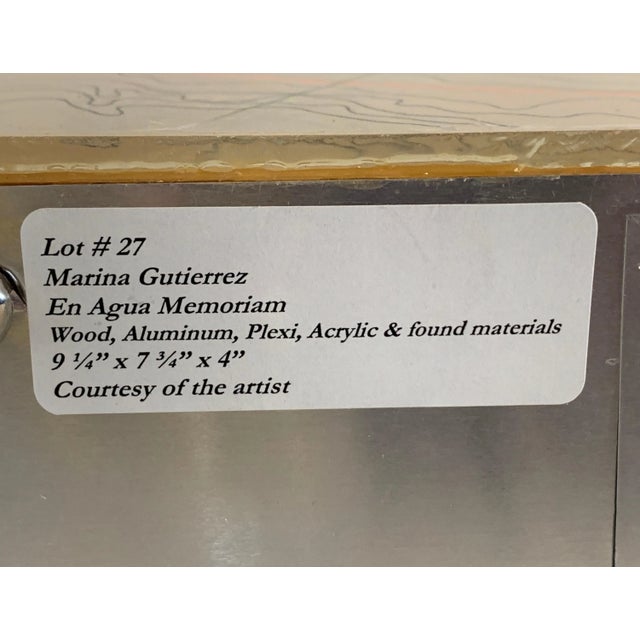 Lot # 27
Marina Gutierrez
En Agua Memoriam
Wood, Aluminum, Plexi, Acrylic & found materials
9 ¼” x 7 ¾” x 4”
Courtesy of the artist